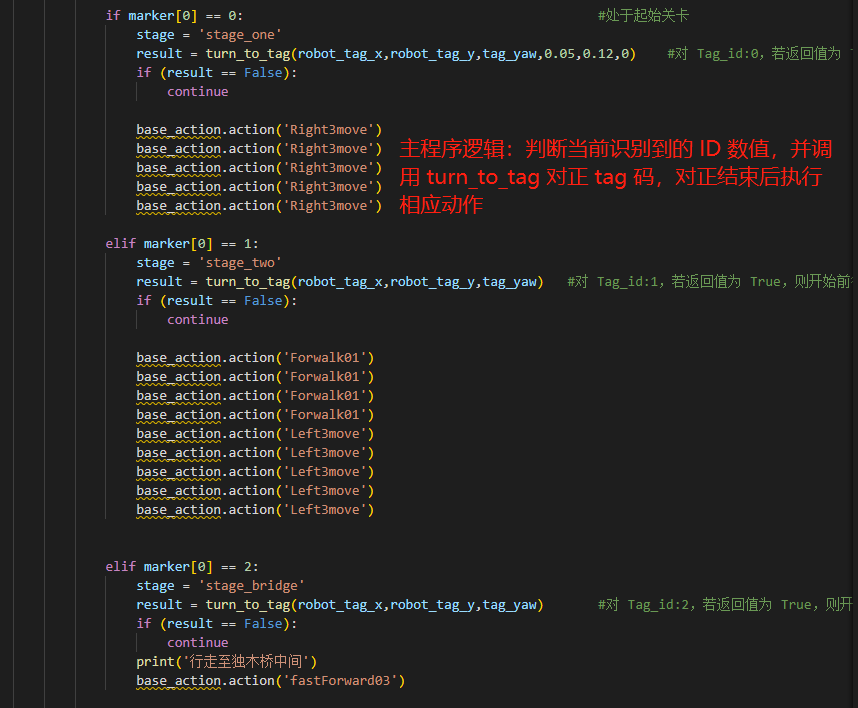 if marker[0] == 0: #处于起始关卡
stage = 'stage_one'
result = turn_to_tag(robot_tag_x,robot_tag_y,tag_yaw,0.05,0.12,0) #对 Tag_id:0，若返回值为
if (result == False):
continue
base_action.action('Right3move')
base_action.action('Right3move')
base_action.action('Right3move')
base_action.action('Right3move')
base_action.action('Right3move')
主程序逻辑：判断当前识别到的 ID 数值，并调
用 turn_to_tag 对正 tag 码，对正结束后执行
相应动作
elif marker[0] == 1:
stage = 'stage_two'
result = turn_to_tag(robot_tag_x,robot_tag_y,tag_yaw) #对 Tag_id:1，若返回值为 True，则开始前
if (result == False):
continue
base_action.action('Forwalk01')
base_action.action('Forwalk01')
base_action.action('Forwalk01')
base_action.action('Forwalk01')
base_action.action('Left3move')
base_action.action('Left3move')
base_action.action('Left3move')
base_action.action('Left3move')
base_action.action('Left3move')
elif marker[0] == 2:
stage = 'stage_bridge'
result = turn_to_tag(robot_tag_x,robot_tag_y,tag_yaw) #对 Tag_id:2，若返回值为 True，则开
if (result == False):
continue
print('行走至独木桥中间')
base_action.action('fastForward03')